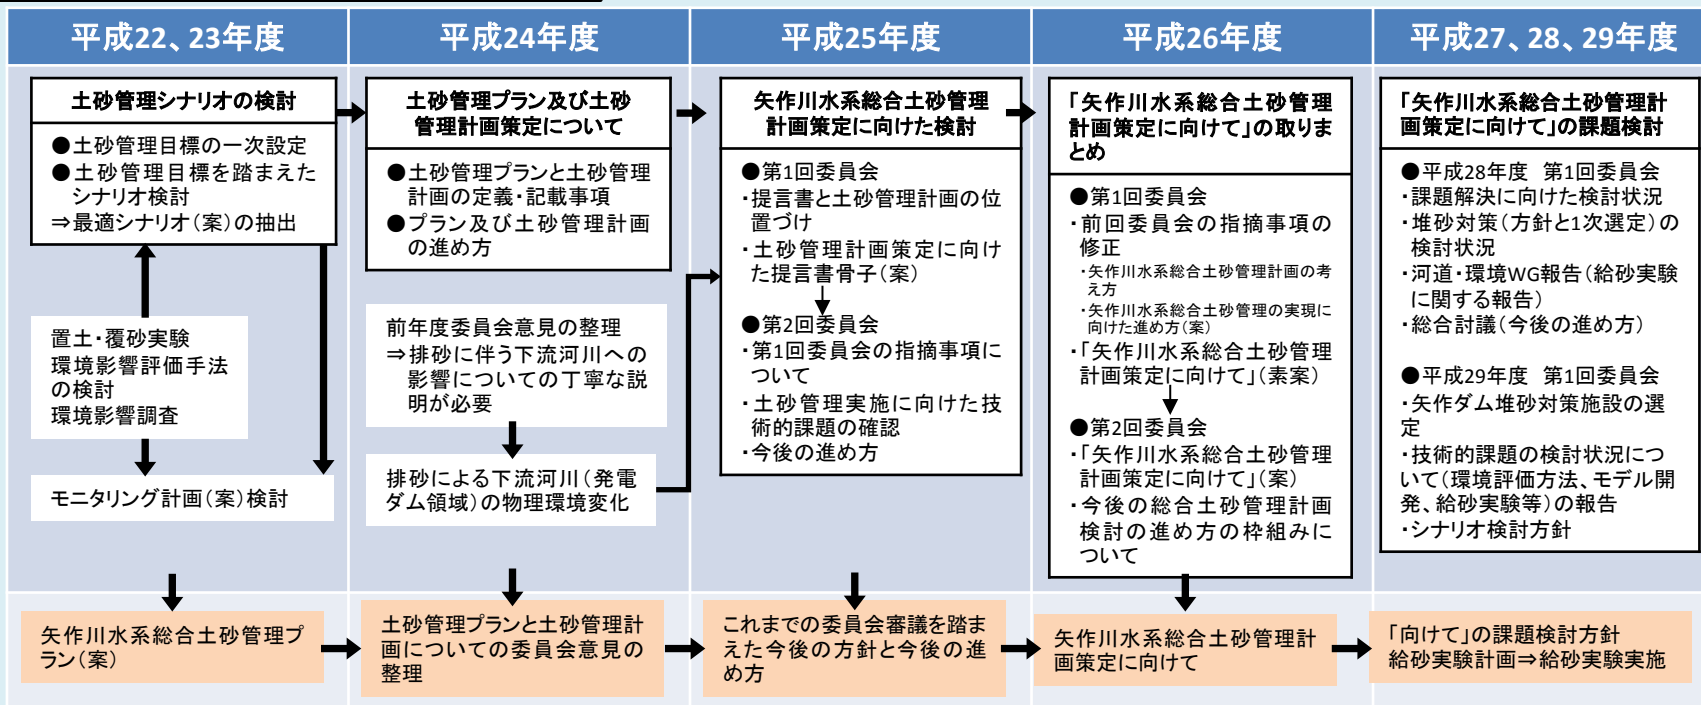 平成22、23年度
平成24年度
平成25年度
平成26年度
平成27、28、29年度
土砂管理シナリオの検討
●土砂管理目標の一次設定
●土砂管理目標を踏まえた
シナリオ検討
⇒最適シナリオ（案）の抽出
置土・覆砂実験
環境影響評価手法
の検討
環境影響調査
モニタリング計画（案）検討
土砂管理プラン及び土砂
管理計画策定について
●土砂管理プランと土砂管理
計画の定義・記載事項
●プラン及び土砂管理計画
の進め方
前年度委員会意見の整理
⇒排砂に伴う下流河川への
影響についての丁寧な説
明が必要
排砂による下流河川（発電
ダム領域）の物理環境変化
矢作川水系総合土砂管理
計画策定に向けた検討
●第1回委員会
・提言書と土砂管理計画の位
置づけ
・土砂管理計画策定に向け
た提言書骨子（案）
●第2回委員会
・第1回委員会の指摘事項に
ついて
・土砂管理実施に向けた技
術的課題の確認
・今後の進め方
「矢作川水系総合土砂管理
計画策定に向けて」の取りま
とめ
●第1回委員会
・前回委員会の指摘事項の
修正
・矢作川水系総合土砂管理計画の考
え方
・矢作川水系総合土砂管理の実現に
向けた進め方（案）
・「矢作川水系総合土砂管理
計画策定に向けて」（素案）
●第2回委員会
・「矢作川水系総合土砂管理
計画策定に向けて」（案）
・今後の総合土砂管理計画
検討の進め方の枠組みに
ついて
「矢作川水系総合土砂管理計
画策定に向けて」の課題検討
●平成28年度　第1回委員会
・課題解決に向けた検討状況
・堆砂対策（方針と1次選定）の
検討状況
・河道・環境WG報告（給砂実験
に関する報告）
・総合討議（今後の進め方）
●平成29年度　第1回委員会
・矢作ダム堆砂対策施設の選
定
・技術的課題の検討状況につ
いて（環境評価方法、モデル開
発、給砂実験等）の報告
・シナリオ検討方針
矢作川水系総合土砂管理プ
ラン（案）
土砂管理プランと土砂管理計
画についての委員会意見の
整理
これまでの委員会審議を踏ま
えた今後の方針と今後の進
め方
矢作川水系総合土砂管理計
画策定に向けて
「向けて」の課題検討方針
給砂実験計画⇒給砂実験実施